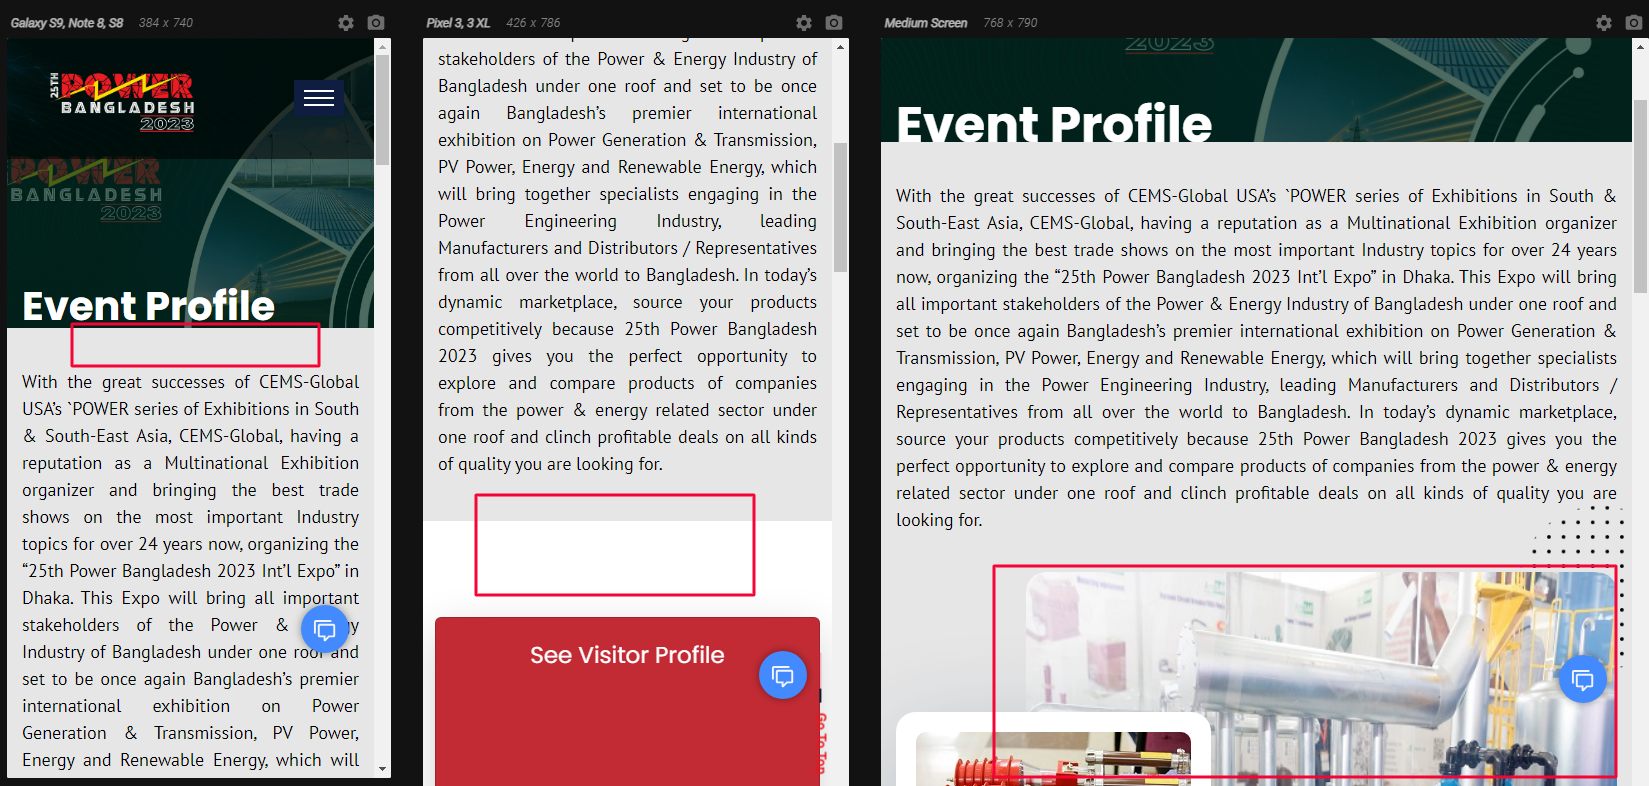 Galaxy S9, Note 8, S8 384 x 740
25TH
POWER
BANGLADESH
2023
POWER
BANGLADESH
2023
Event Profile
With the great successes of CEMS-Global
USA's `POWER series of Exhibitions in South
& South-East Asia, CEMS-Global, having a
reputation as a Multinational Exhibition
organizer and bringing the best trade
shows on the most important Industry
topics for over 24 years now, organizing the
“25th Power Bangladesh 2023 Int’l Expo” in
Dhaka. This Expo will bring all important
stakeholders of the Power & y
Industry of Bangladesh under one roof and
set to be once again Bangladesh’s premier
international exhibition on Power
Generation & Transmission, PV Power,
Energy and Renewable Energy, which will
Pixel 3, 3 XL 426 x 786
stakeholders of the Power & Energy Industry of
Bangladesh under one roof and set to be once
again Bangladesh’s premier international
exhibition on Power Generation & Transmission,
PV Power, Energy and Renewable Energy, which
will bring together specialists engaging in the
Power Engineering Industry, leading
Manufacturers and Distributors / Representatives
from all over the world to Bangladesh. In today’s
dynamic marketplace, source your products
competitively because 25th Power Bangladesh
2023 gives you the perfect opportunity to
explore and compare products of companies
from the power & energy related sector under
one roof and clinch profitable deals on all kinds
of quality you are looking for.
See Visitor Profile
Go To Top
Medium Screen 768 x 790
2023
Event Profile
With the great successes of CEMS-Global USA’s `POWER series of Exhibitions in South &
South-East Asia, CEMS-Global, having a reputation as a Multinational Exhibition organizer
and bringing the best trade shows on the most important Industry topics for over 24 years
now, organizing the “25th Power Bangladesh 2023 Int’l Expo” in Dhaka. This Expo will bring
all important stakeholders of the Power & Energy Industry of Bangladesh under one roof and
set to be once again Bangladesh’s premier international exhibition on Power Generation &
Transmission, PV Power, Energy and Renewable Energy, which will bring together specialists
engaging in the Power Engineering Industry, leading Manufacturers and Distributors /
Representatives from all over the world to Bangladesh. In today’s dynamic marketplace,
source your products competitively because 25th Power Bangladesh 2023 gives you the
perfect opportunity to explore and compare products of companies from the power & energy
related sector under one roof and clinch profitable deals on all kinds of quality you are
looking for.